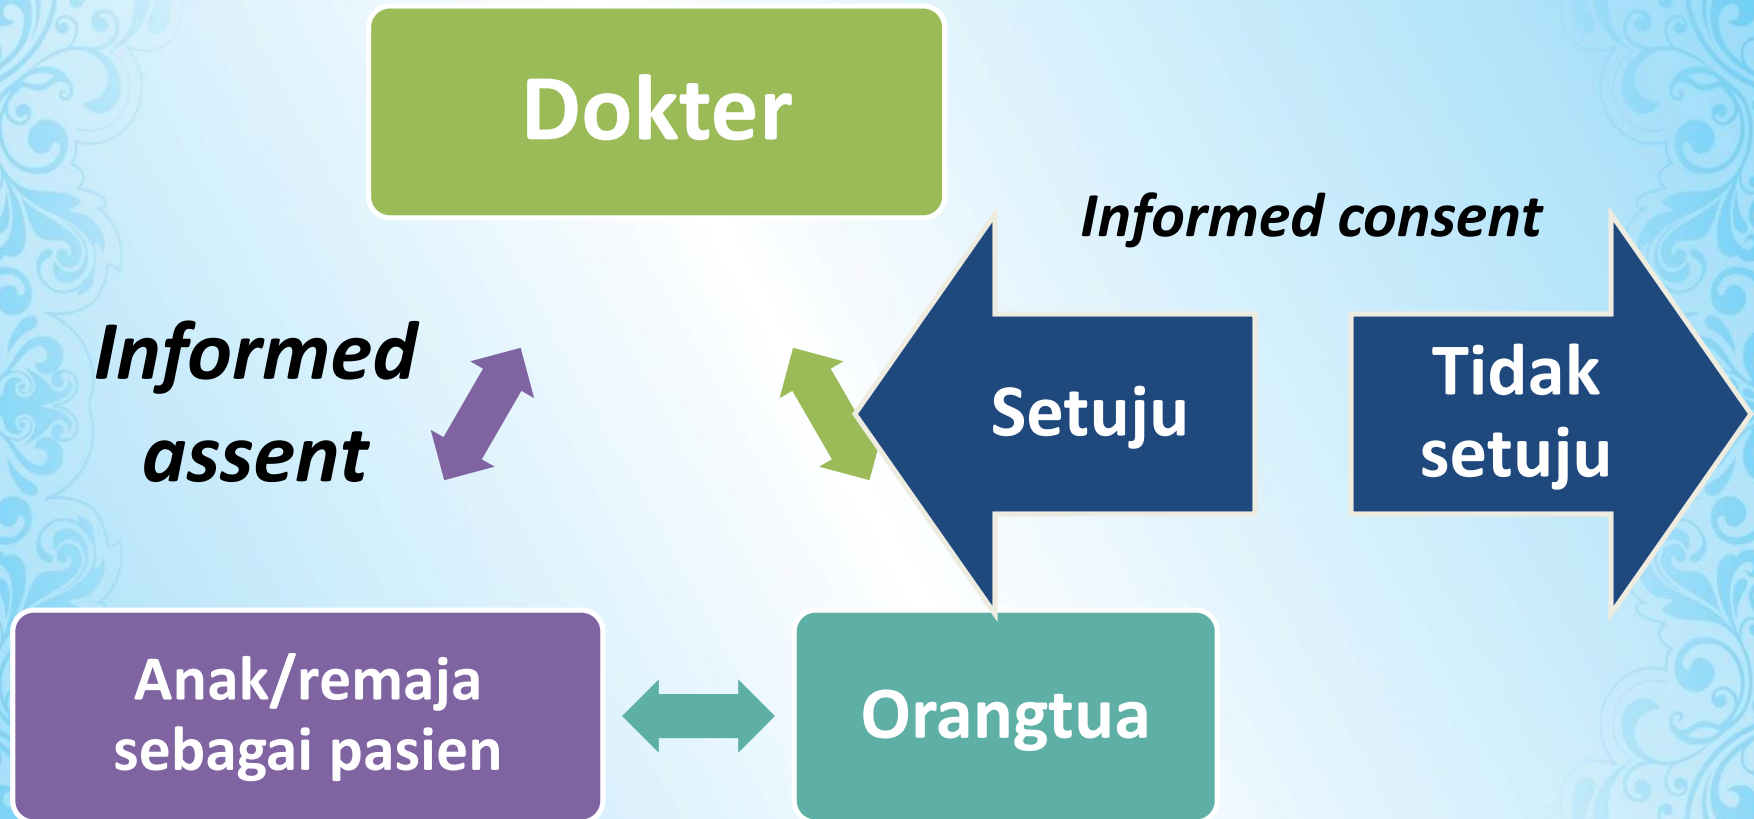 Dokter
Informed consent
Informed
assent
Setuju
Tidak
setuju
Anak/remaja
sebagai pasien
Orangtua